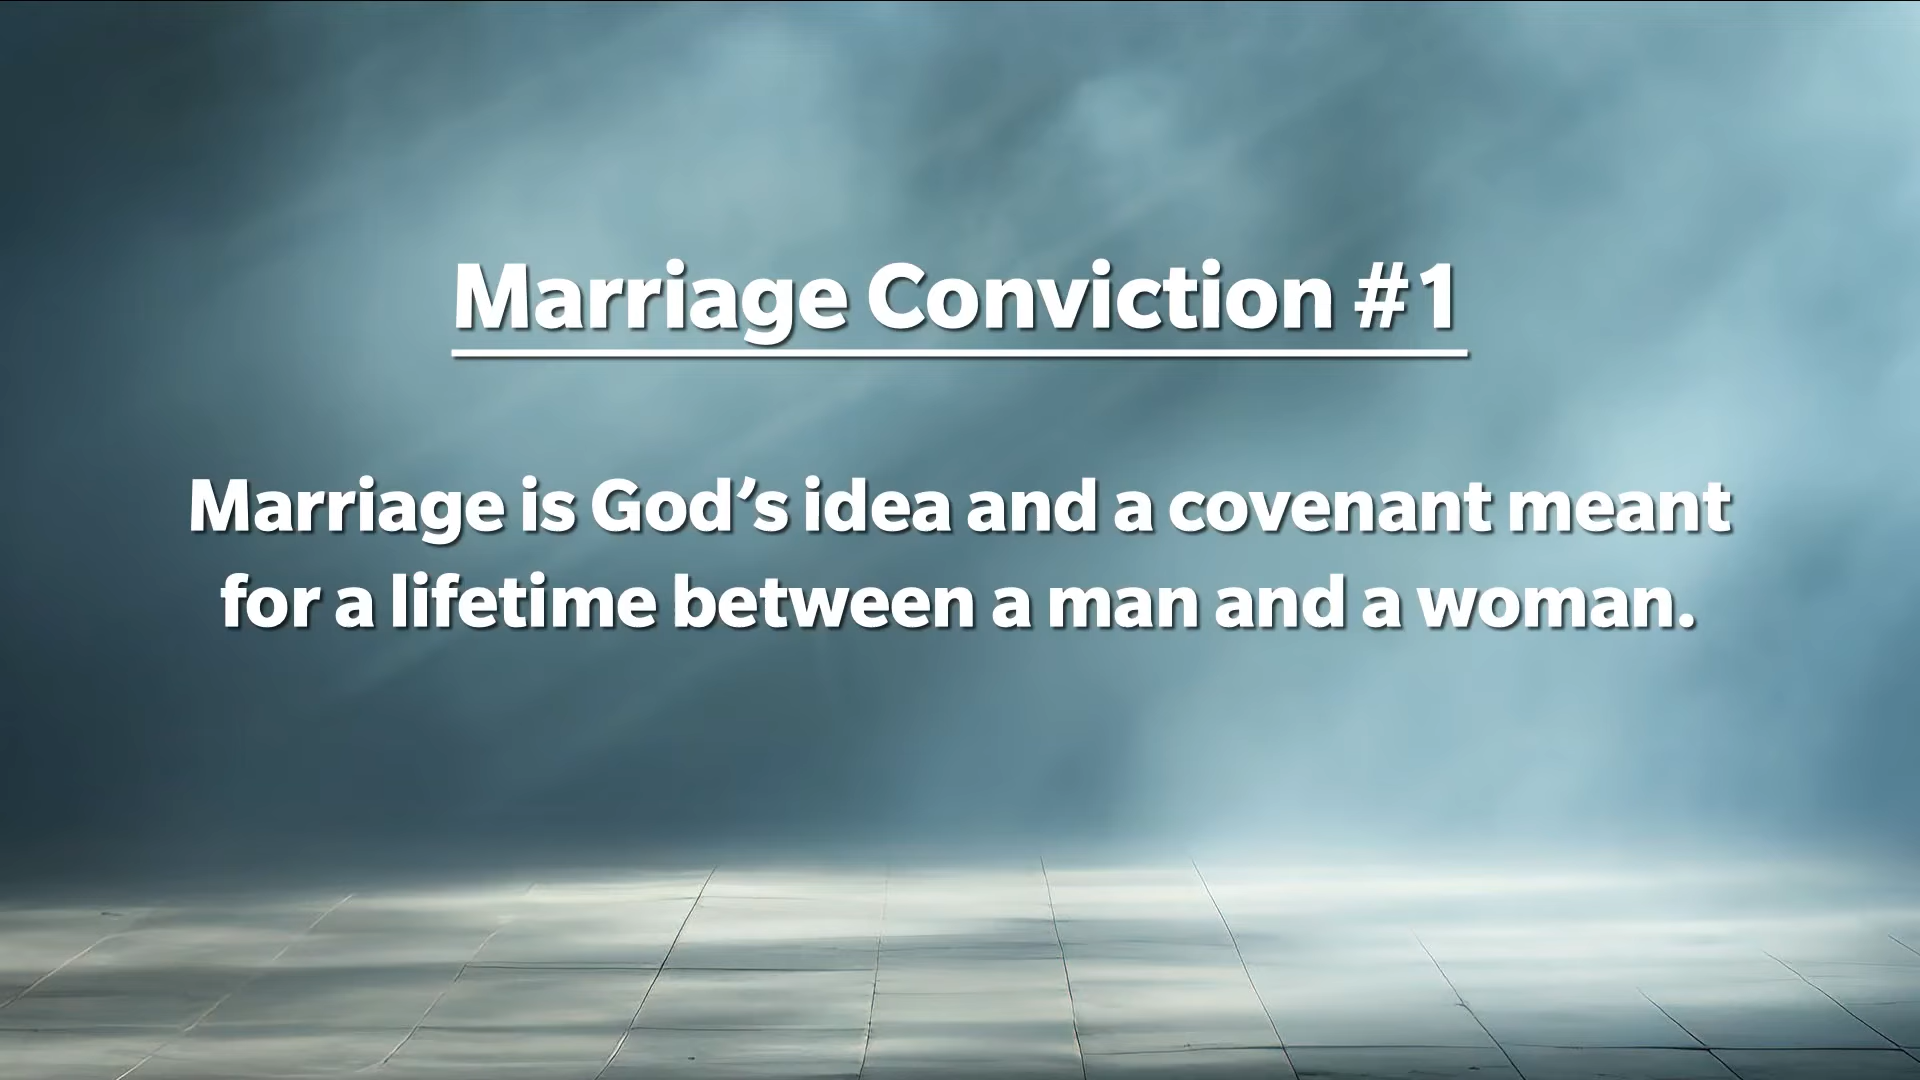 Marriage Conviction #1
Marriage is God’s idea and a covenant meant
for a lifetime between a man and a woman.